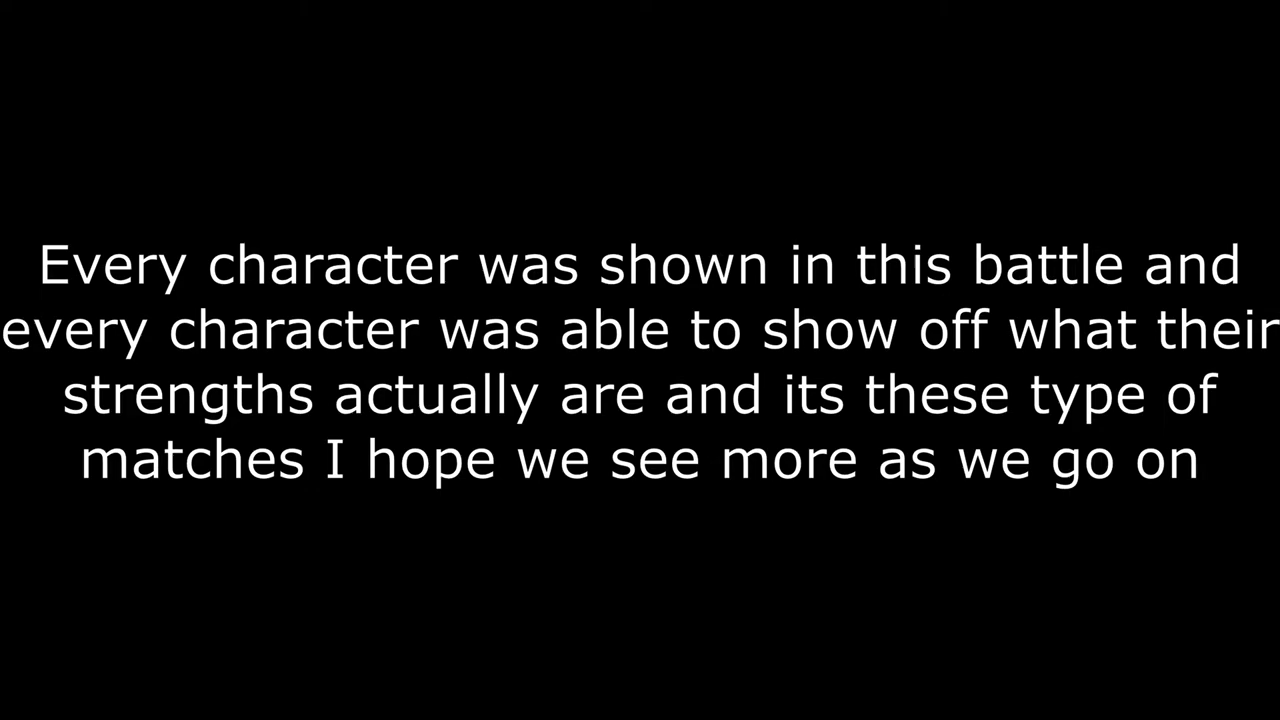 Every character was shown in this battle and
every character was able to show off what their
strengths actually are and its these type of
matches I hope we see more as we go on